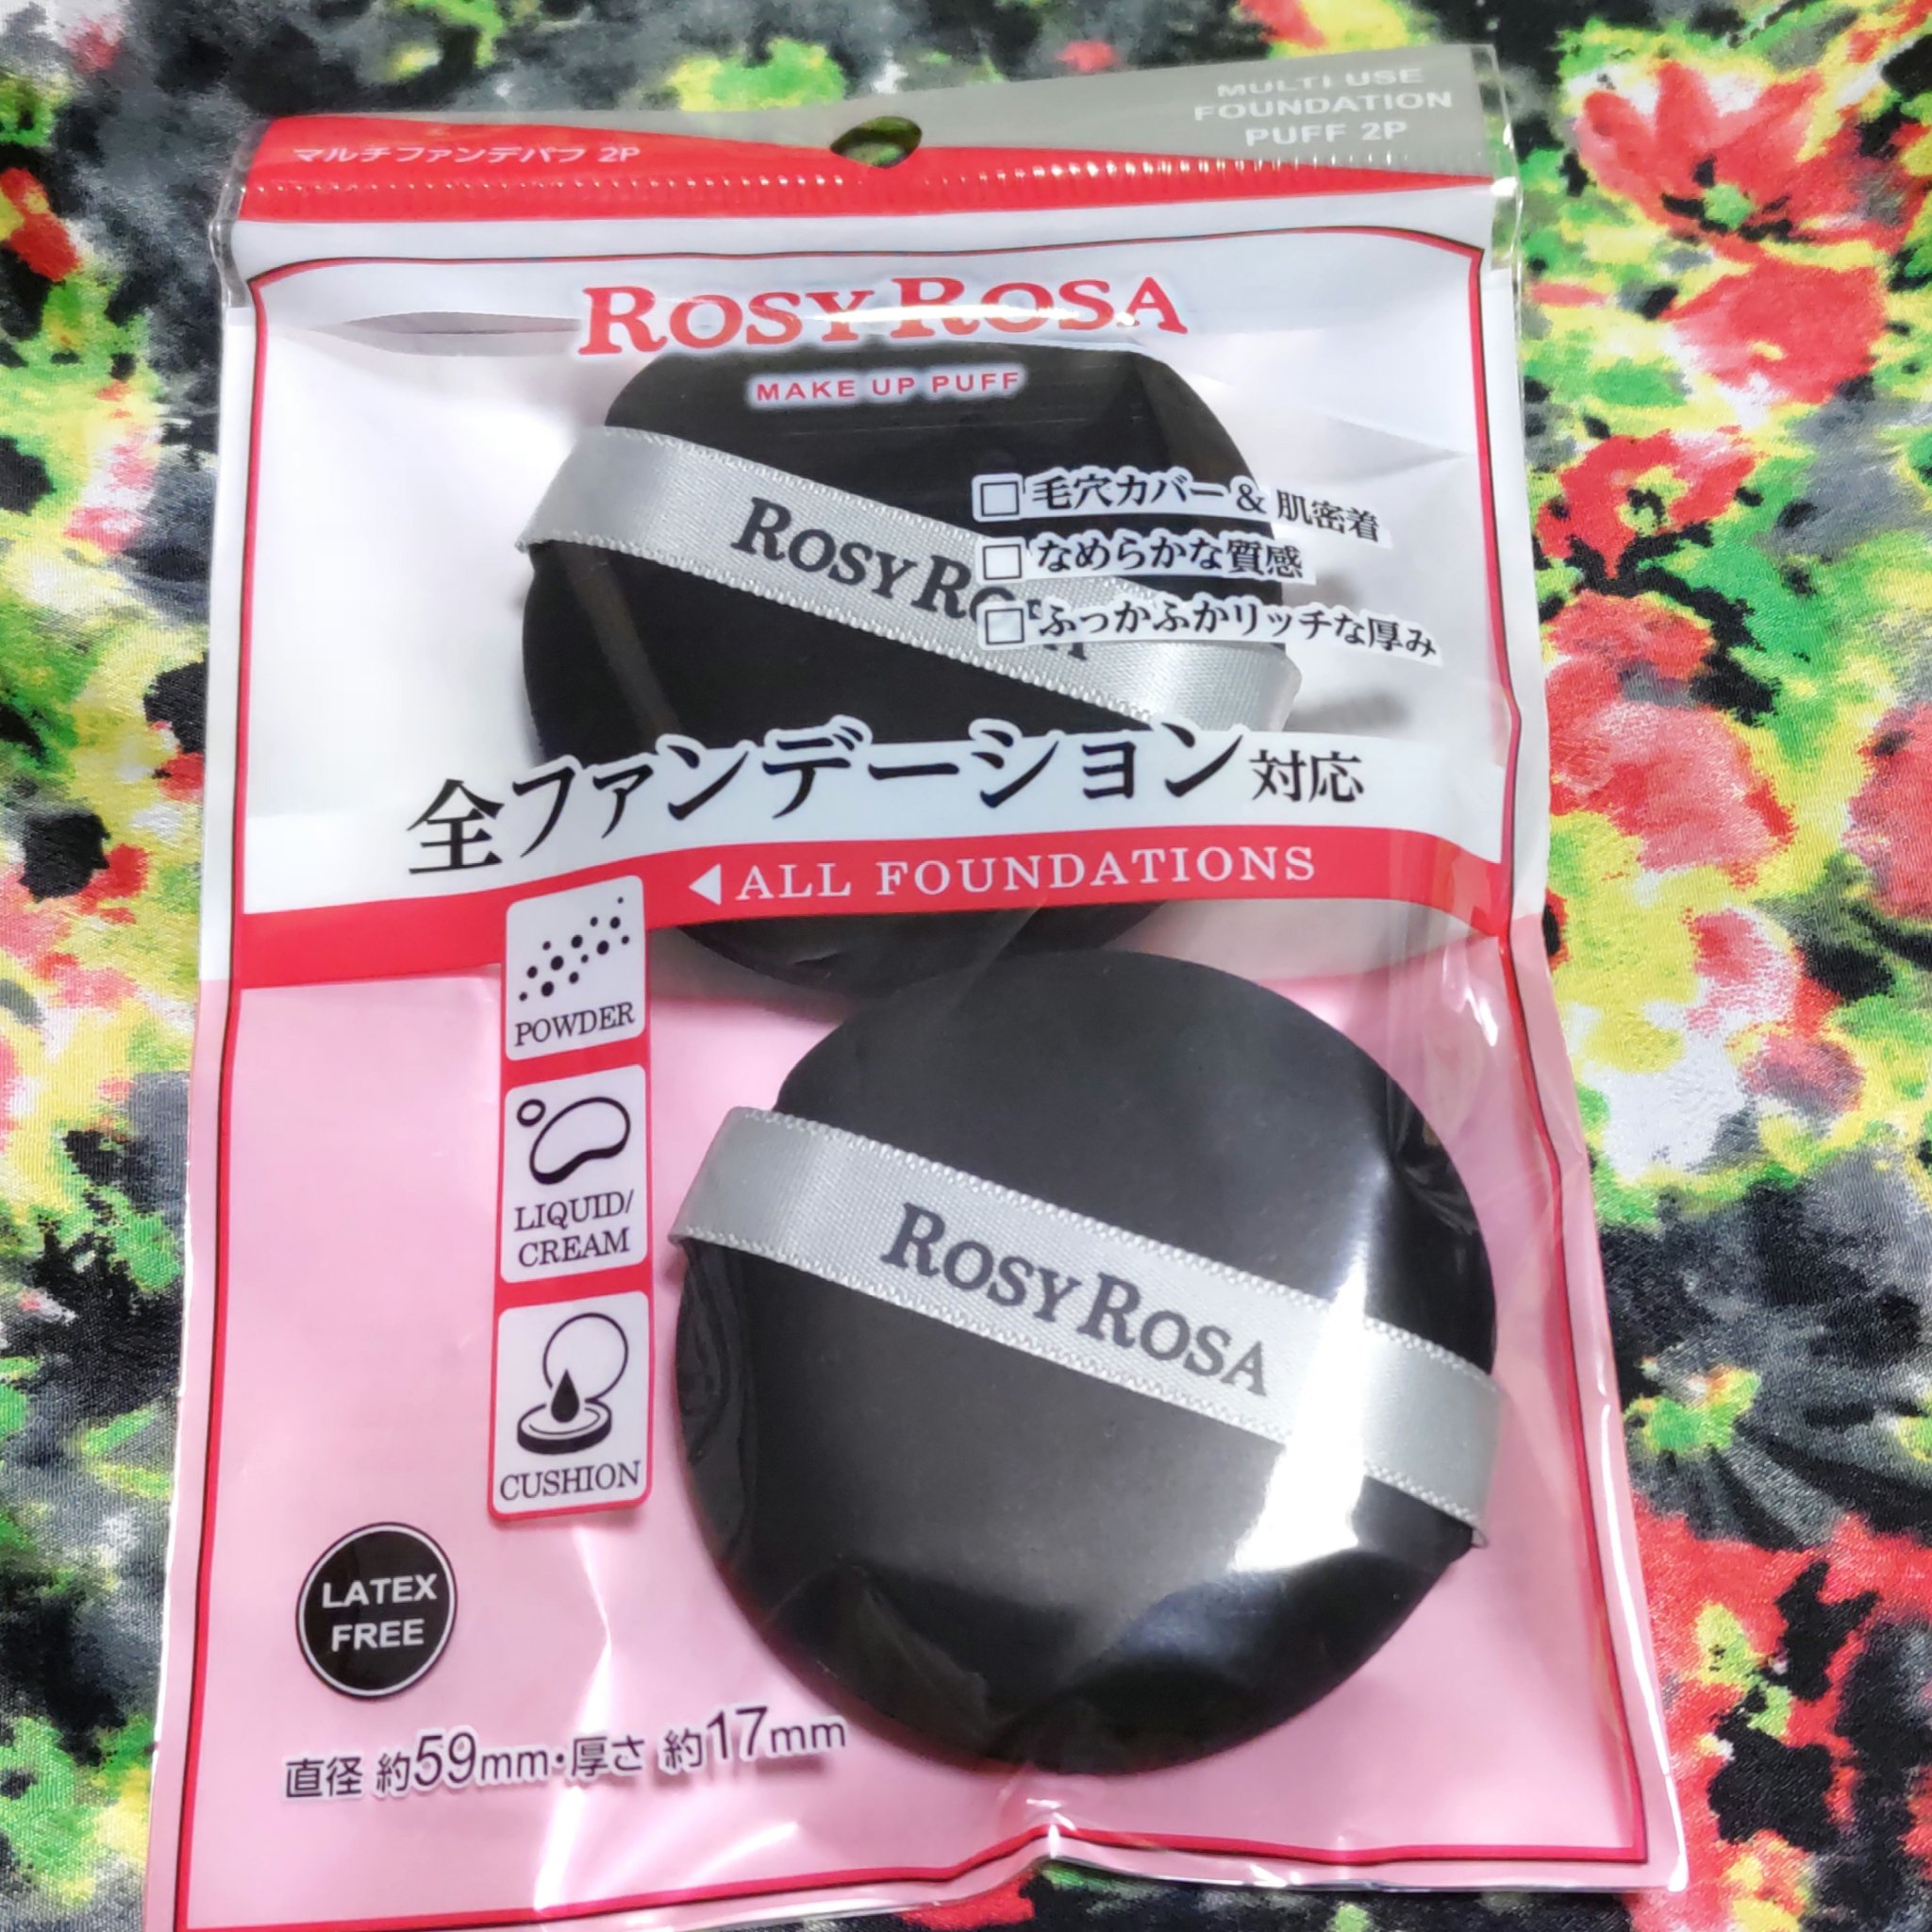 マルチファンデパフ 2P
MULTI USE
FOUNDATION
PUFF 2P
ROSY ROSA
MAKE UP PUFF
□ 毛穴カバー & 肌密着
□ なめらかな質感
□ ふっかふかリッチな厚み
ROSY RO
全ファンデーション対応
◀ALL FOUNDATIONS
POWDER
LIQUID/
CREAM
CUSHION
ROSY ROSA
LATEX
FREE
直径 約59mm・厚さ 約17mm